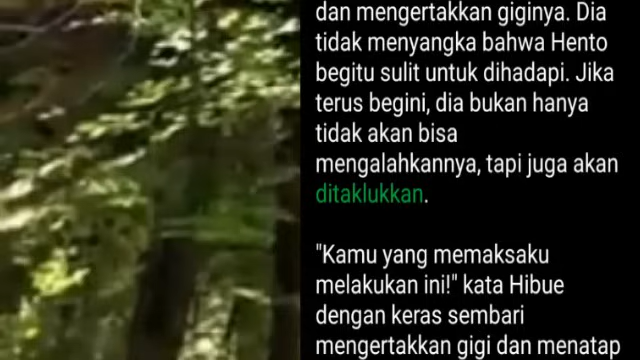 dan mengertakkan giginya. Dia
tidak menyangka bahwa Hento
begitu sulit untuk dihadapi. Jika
terus begini, dia bukan hanya
tidak akan bisa
mengalahkannya, tapi juga akan
ditaklukkan.
"Kamu yang memaksaku
melakukan ini!" kata Hibue
dengan keras sembari
mengertakkan gigi dan menatap